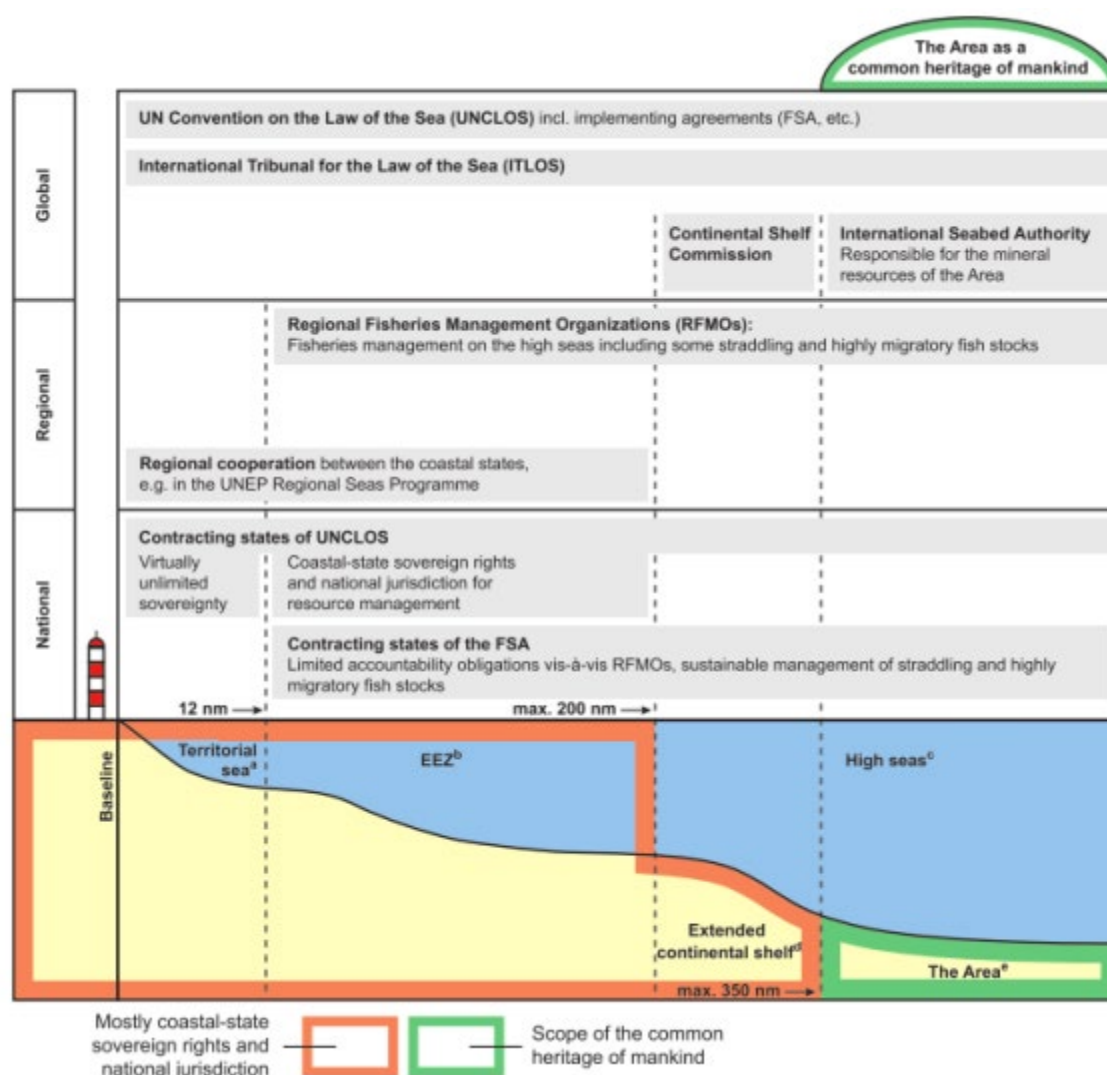 The Area as a
common heritage of mankind
Global
UN Convention on the Law of the Sea (UNCLOS) incl. implementing agreements (FSA, etc.)
International Tribunal for the Law of the Sea (ITLOS)
Continental Shelf
Commission
International Seabed Authority
Responsible for the mineral
resources of the Area
Regional
Regional Fisheries Management Organizations (RFMOs):
Fisheries management on the high seas including some straddling and highly migratory fish stocks
Regional cooperation between the coastal states,
e.g. in the UNEP Regional Seas Programme
National
Contracting states of UNCLOS
Virtually
unlimited
sovereignty
Coastal-state sovereign rights
and national jurisdiction for
resource management
Contracting states of the FSA
Limited accountability obligations vis-à-vis RFMOs, sustainable management of straddling and highly
migratory fish stocks
12 nm
max. 200 nm
Baseline
Territorial
seaᵃ
EEZᵇ
High seasᶜ
Extended
continental shelfᵈ
The Areaᵉ
max. 350 nm
Mostly coastal-state
sovereign rights and
national jurisdiction
Scope of the common
heritage of mankind